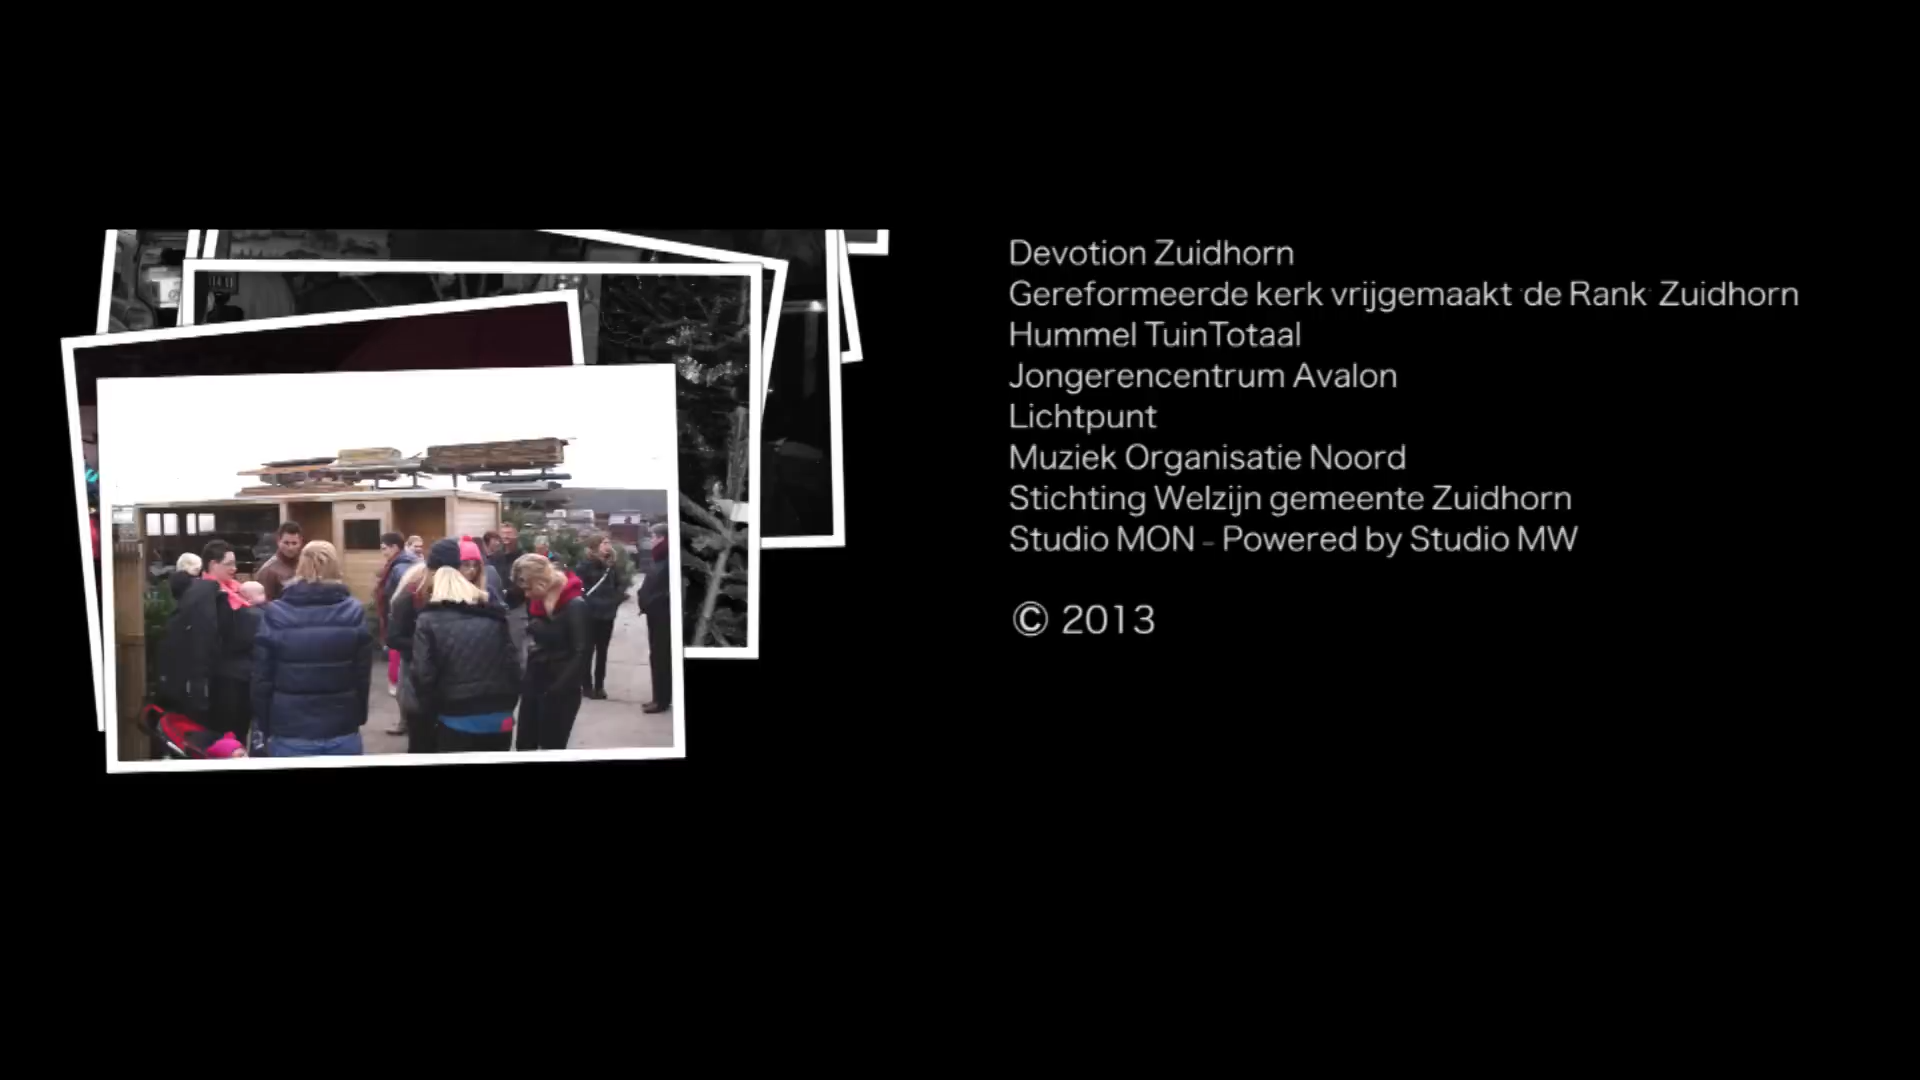 Devotion Zuidhorn
Gereformeerde kerk vrijgemaakt 'de Rank' Zuidhorn
Hummel TuinTotaal
Jongerencentrum Avalon
Lichtpunt
Muziek Organisatie Noord
Stichting Welzijn gemeente Zuidhorn
Studio MON - Powered by Studio MW
© 2013